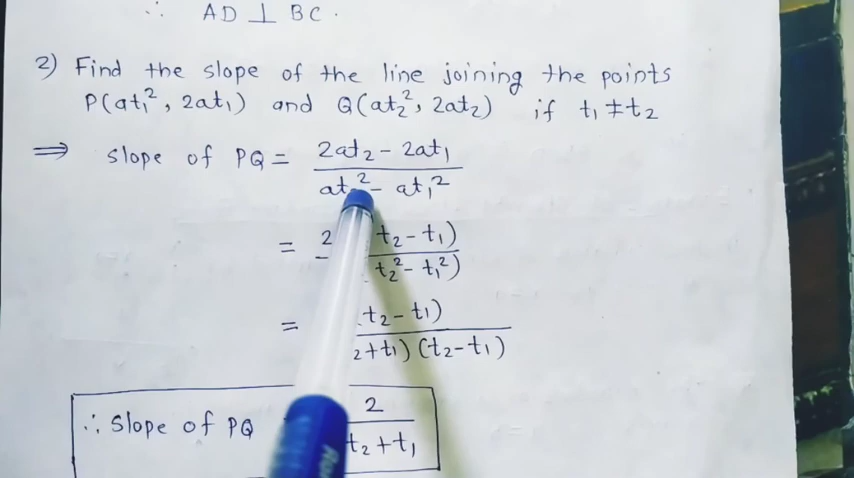 ∴ AD ⊥ BC.
2) Find the slope of the line joining the points
P(at₁², 2at₁) and Q(at₂², 2at₂) if t₁ ≠ t₂
⇒ slope of PQ = 2at₂ - 2at₁
at ² - at₁²
= 2 t₂ - t₁)
t₂² - t₁²)
= t₂ - t₁)
₂ + t₁) (t₂ - t₁)
∴ slope of PQ 2
t₂ + t₁